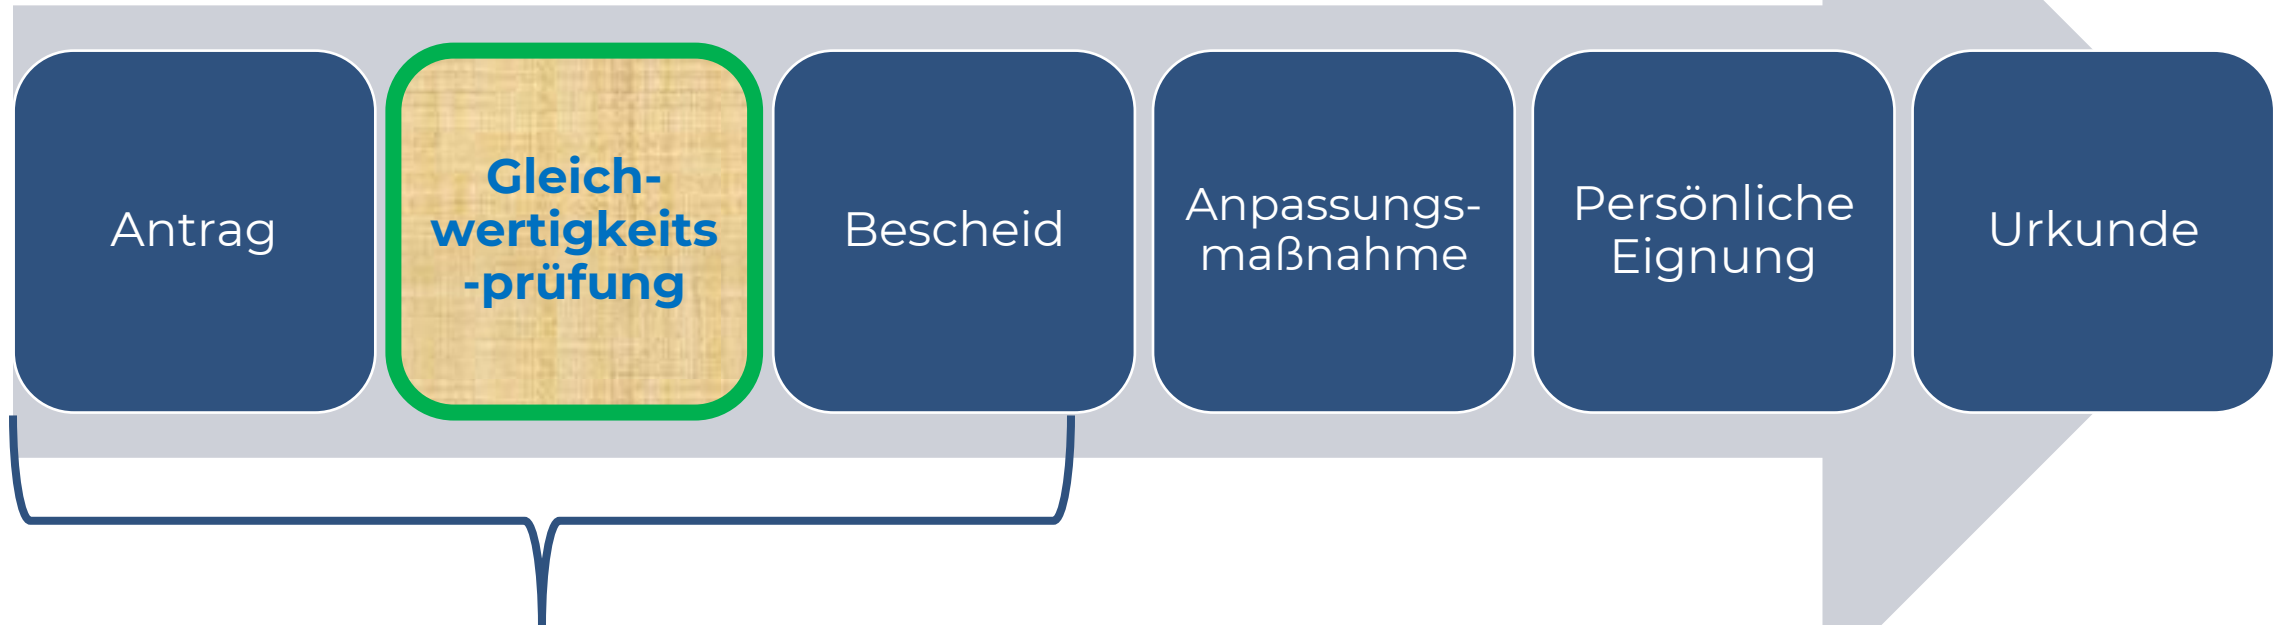 Antrag
Gleich-
wertigkeits
-prüfung
Bescheid
Anpassungs-
maßnahme
Persönliche
Eignung
Urkunde